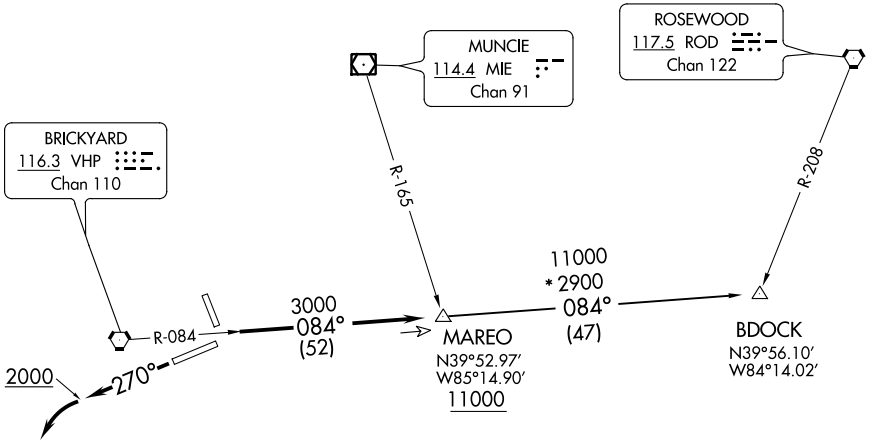 ROSEWOOD
117.5 ROD
Chan 122
MUNCIE
114.4 MIE
Chan 91
BRICKYARD
116.3 VHP
Chan 110
R-165
R-208
R-084
3000
084°
(52)
11000
*2900
084°
(47)
MAREO
N39°52.97′
W85°14.90′
11000
BDOCK
N39°56.10′
W84°14.02′
2000
270°